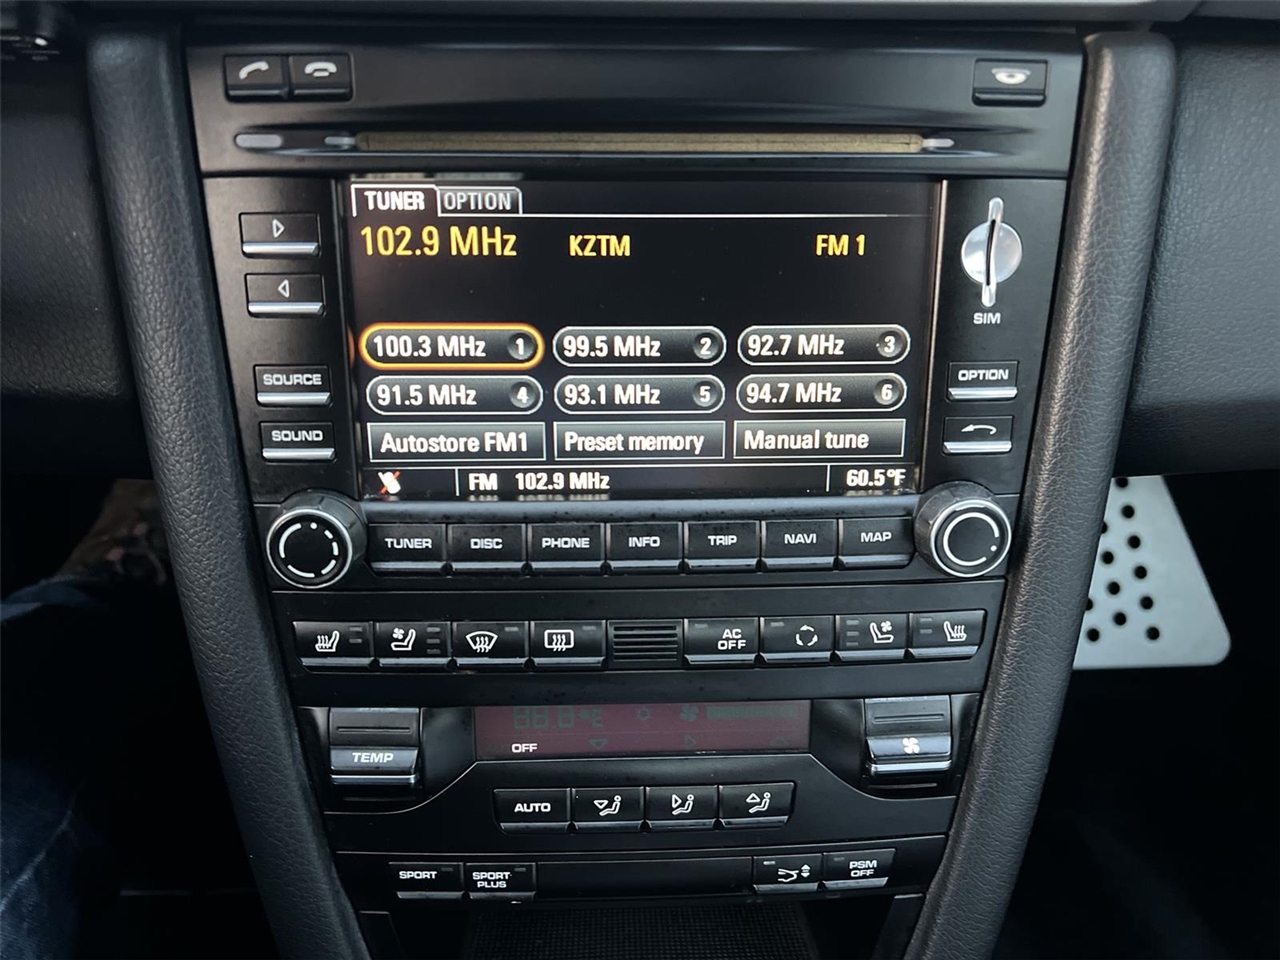 TUNER OPTION
102.9 MHz KZTM FM 1
SIM
100.3 MHz 1 99.5 MHz 2 92.7 MHz 3
SOURCE
OPTION
91.5 MHz 4 93.1 MHz 5 94.7 MHz 6
SOUND
Autostore FM1 Preset memory Manual tune
FM 102.9 MHz 60.5°F
TUNER DISC PHONE INFO TRIP NAVI MAP
AC
OFF
OFF
TEMP
AUTO
SPORT
SPORT
PLUS
PSM
OFF